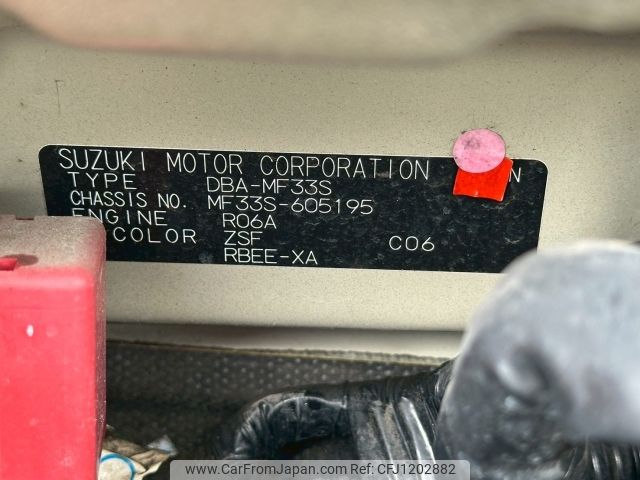 SUZUKI MOTOR CORPORATION
TYPE DBA-MF33S
CHASSIS NO. MF33S-605195
ENGINE R06A
COLOR ZSF C06
RBEE-XA
www.CarFromJapan.com Ref: CFJ1202882